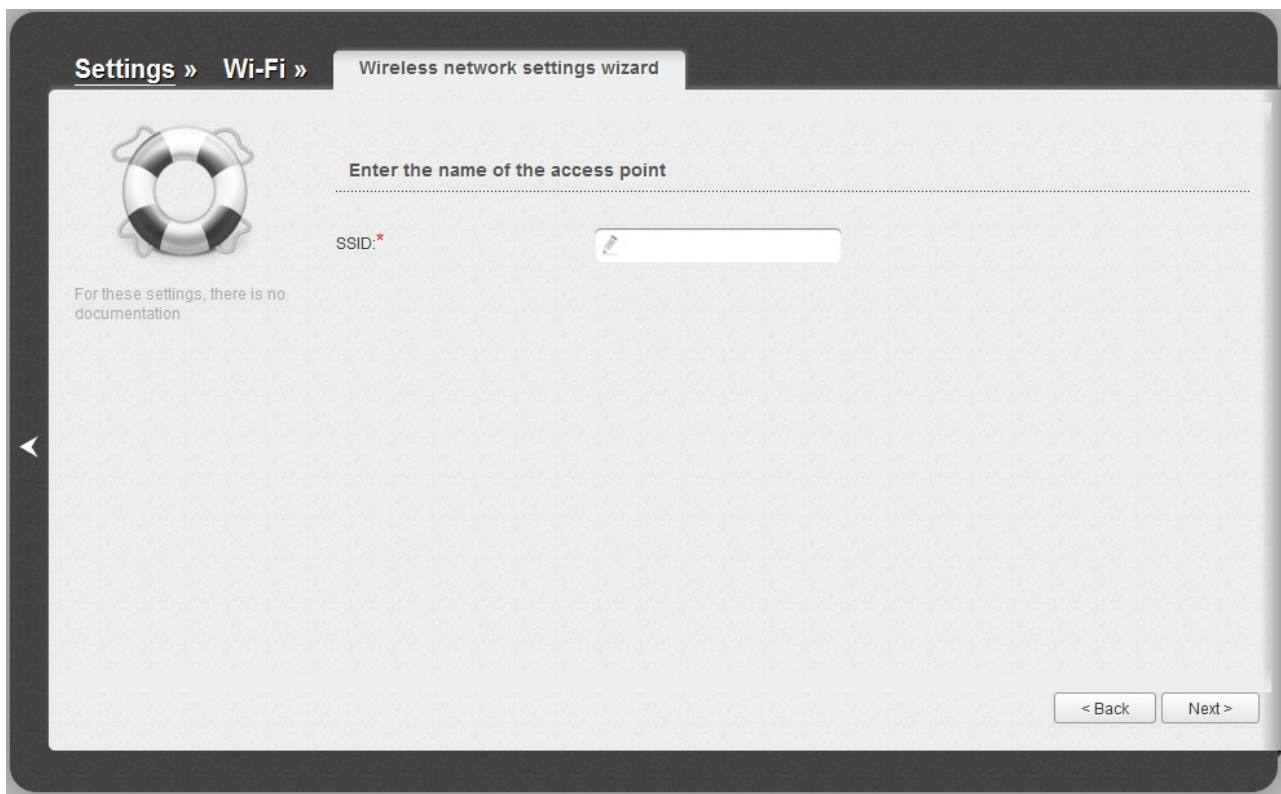 Settings » Wi-Fi » Wireless network settings wizard
Enter the name of the access point
SSID:*
For these settings, there is no
documentation
< Back Next >